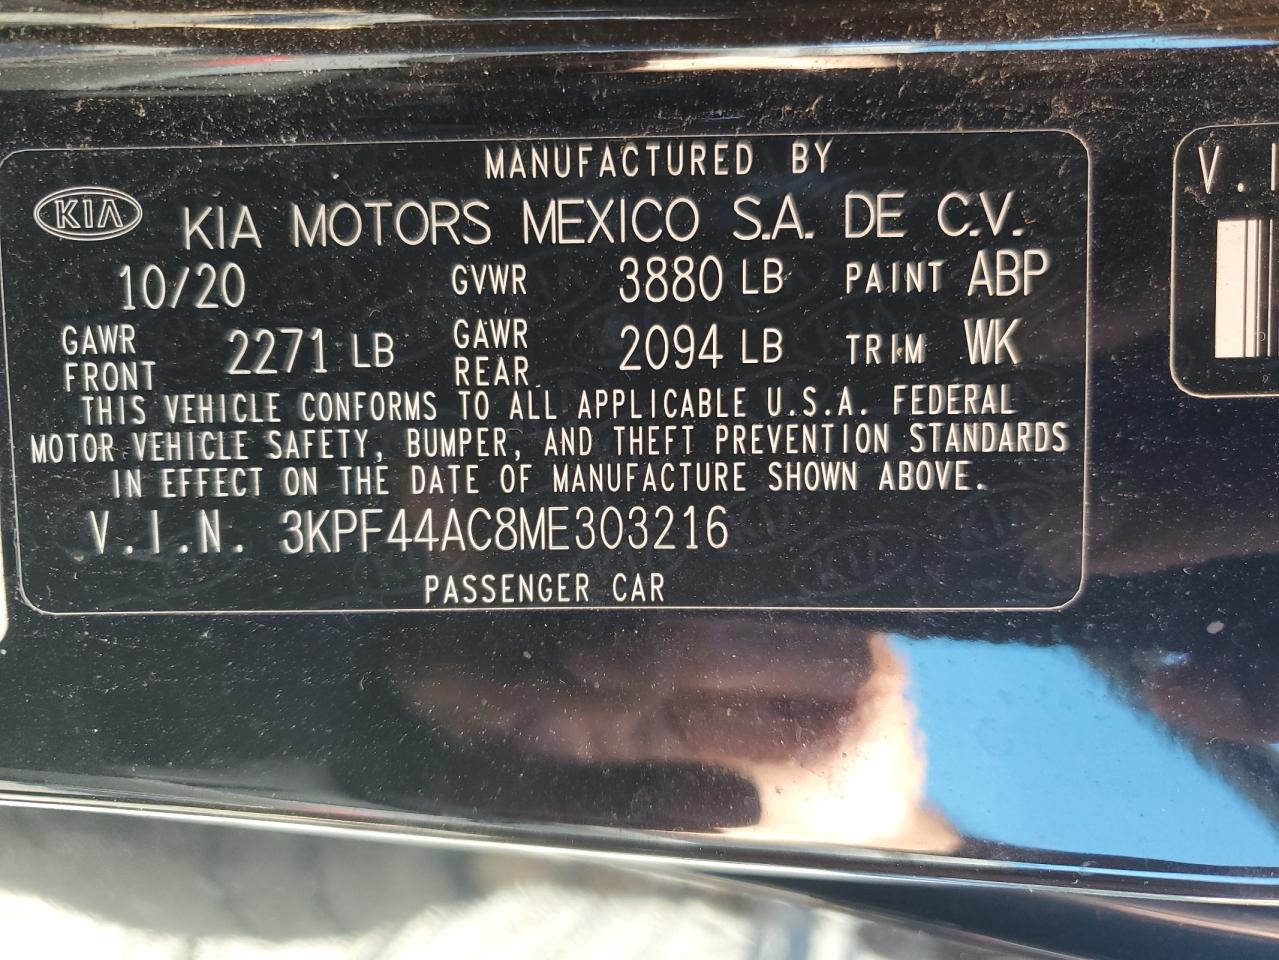 MANUFACTURED BY
KIA KIA MOTORS MEXICO S.A. DE C.V.
10/20 GVWR 3880 LB PAINT ABP
GAWR FRONT 2271 LB GAWR REAR 2094 LB TRIM WK
THIS VEHICLE CONFORMS TO ALL APPLICABLE U.S.A. FEDERAL
MOTOR VEHICLE SAFETY, BUMPER, AND THEFT PREVENTION STANDARDS
IN EFFECT ON THE DATE OF MANUFACTURE SHOWN ABOVE.
V.I.N. 3KPF44AC8ME303216
PASSENGER CAR
V.I